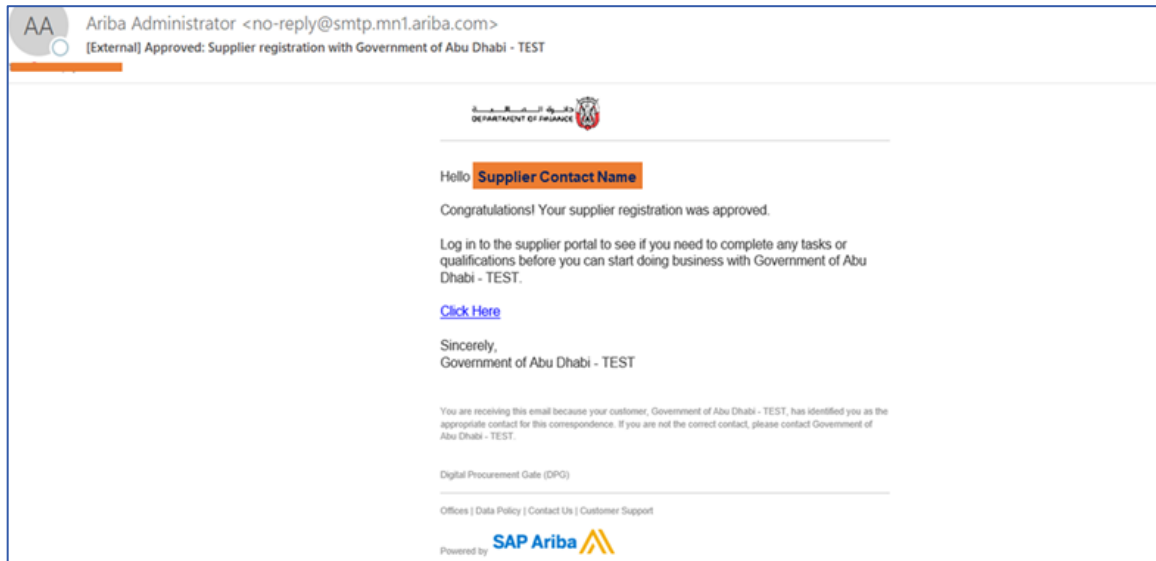 AA
Ariba Administrator <no-reply@smtp.mn1.ariba.com>
[External] Approved: Supplier registration with Government of Abu Dhabi - TEST
دائـــرة الـــمـــالـــيـــة
DEPARTMENT OF FINANCE
Hello Supplier Contact Name
Congratulations! Your supplier registration was approved.
Log in to the supplier portal to see if you need to complete any tasks or
qualifications before you can start doing business with Government of Abu
Dhabi - TEST.
Click Here
Sincerely,
Government of Abu Dhabi - TEST
You are receiving this email because your customer, Government of Abu Dhabi - TEST, has identified you as the
appropriate contact for this correspondence. If you are not the correct contact, please contact Government of
Abu Dhabi - TEST.
Digital Procurement Gate (DPG)
Offices | Data Policy | Contact Us | Customer Support
Powered by SAP Ariba